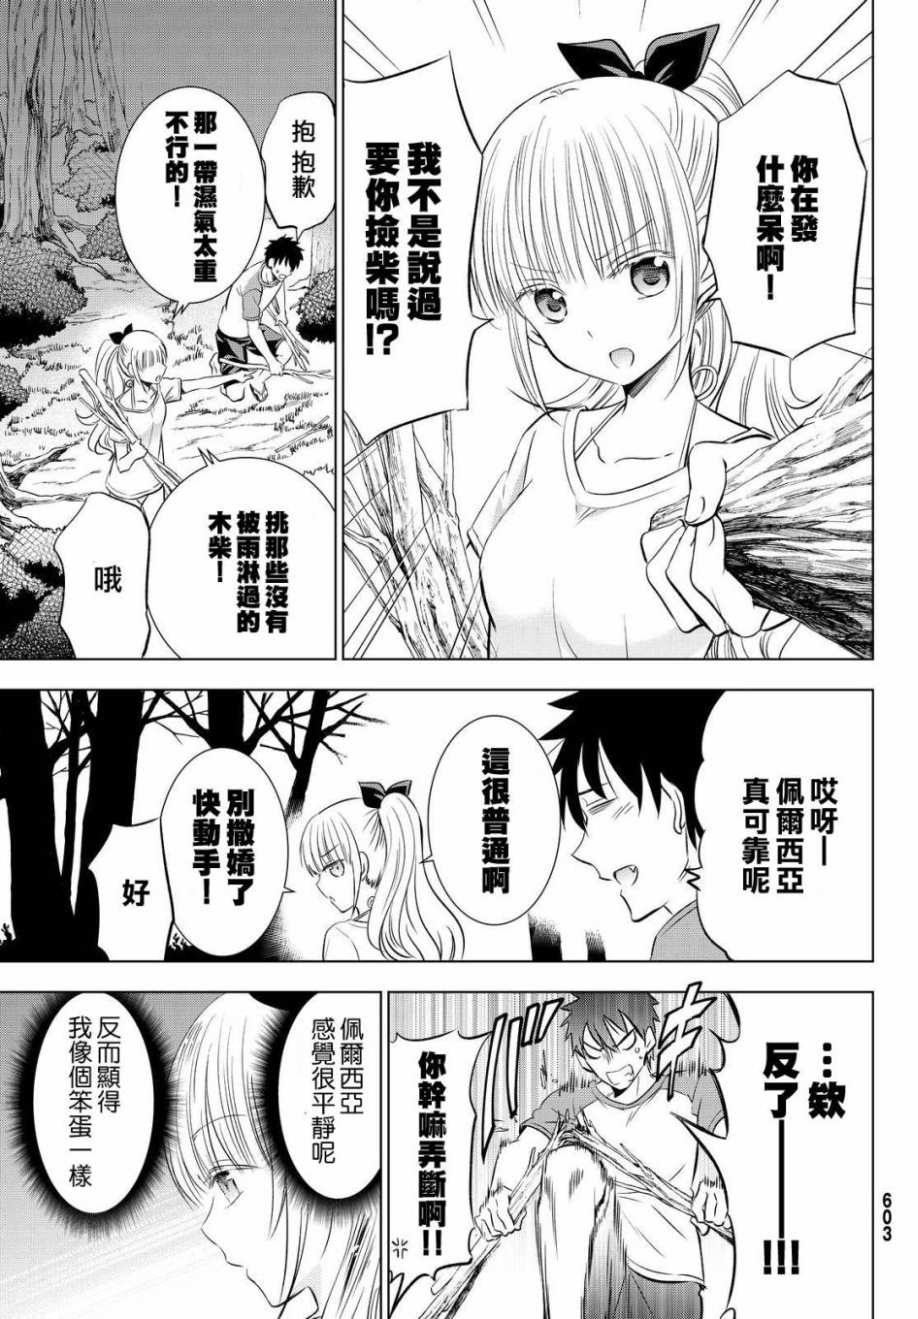 你在發
什麼呆啊！
我不是說過
要你撿柴嗎!?
抱抱歉
那一帶濕氣太重
不行的！
挑那些沒有
被雨淋過的
木柴！
哦
哎呀—
佩爾西亞
真可靠呢
這很普通啊
別撒嬌了
快動手！
好
…欸
反了——!!!
バキッ
バキ
你幹嘛弄斷啊!!
佩爾西亞
感覺很平靜呢
反而顯得
我像個笨蛋一樣
603